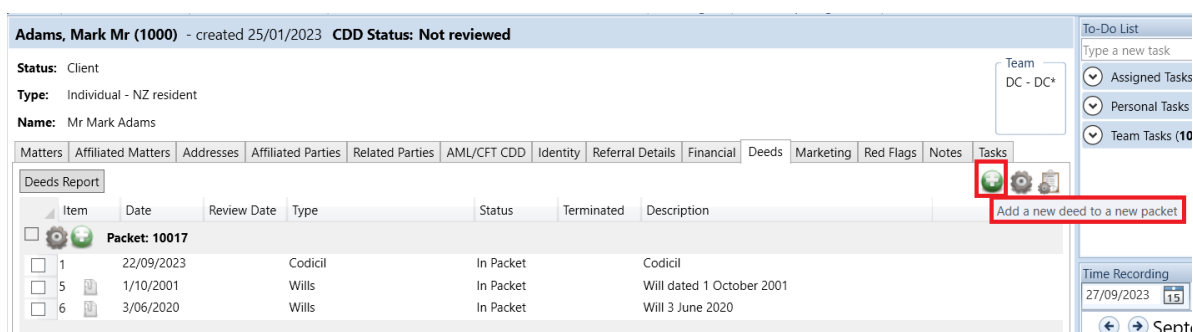 Adams, Mark Mr (1000) - created 25/01/2023 CDD Status: Not reviewed
Status: Client
Type: Individual - NZ resident
Name: Mr Mark Adams
Team
DC - DC*
Matters Affiliated Matters Addresses Affiliated Parties Related Parties AML/CFT CDD Identity Referral Details Financial Deeds Marketing Red Flags Notes Tasks
Deeds Report
Add a new deed to a new packet
Item Date Review Date Type Status Terminated Description
Packet: 10017
1 22/09/2023 Codicil In Packet Codicil
5 1/10/2001 Wills In Packet Will dated 1 October 2001
6 3/06/2020 Wills In Packet Will 3 June 2020
To-Do List
Type a new task
Assigned Tasks
Personal Tasks
Team Tasks (10
Time Recording
27/09/2023 15
Septe